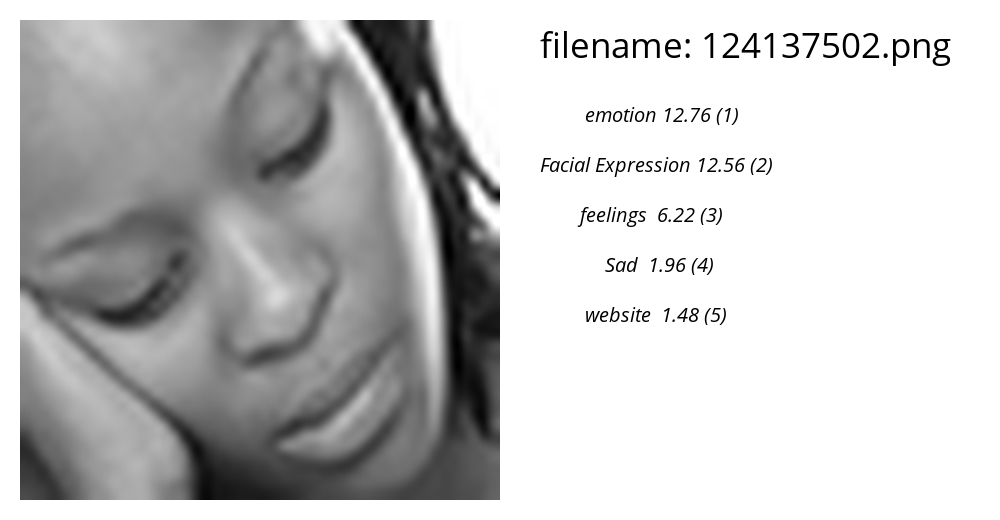 filename: 124137502.png
emotion 12.76 (1)
Facial Expression 12.56 (2)
feelings 6.22 (3)
Sad 1.96 (4)
website 1.48 (5)